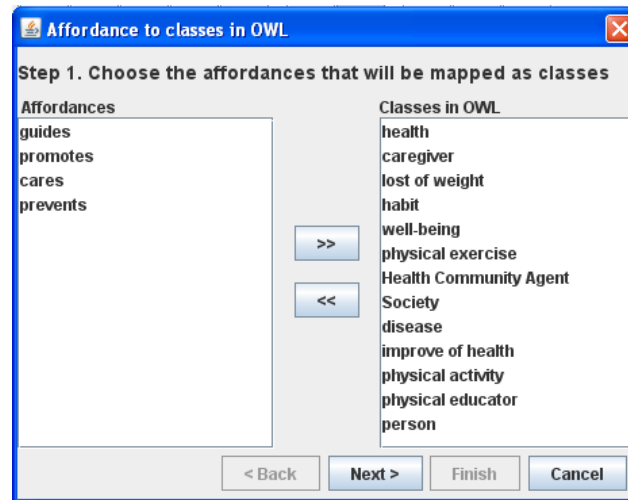 Affordance to classes in OWL
Step 1. Choose the affordances that will be mapped as classes
Affordances
guides
promotes
cares
prevents
>>
<<
Classes in OWL
health
caregiver
lost of weight
habit
well-being
physical exercise
Health Community Agent
Society
disease
improve of health
physical activity
physical educator
person
< Back
Next >
Finish
Cancel